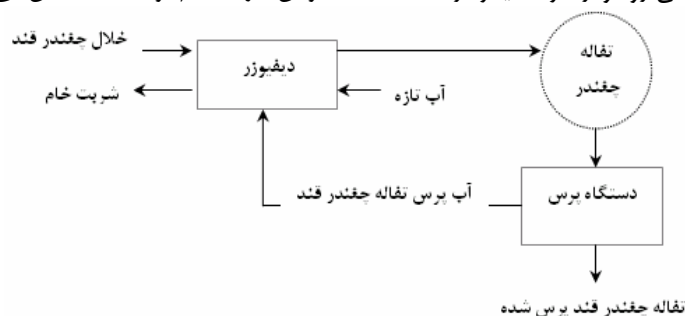 خلال چغندر قند
دیفیوزر
تفاله
چغندر
شربت خام
آب تازه
آب پرس تفاله چغندر قند
دستگاه پرس
تفاله چغندر قند پرس شده